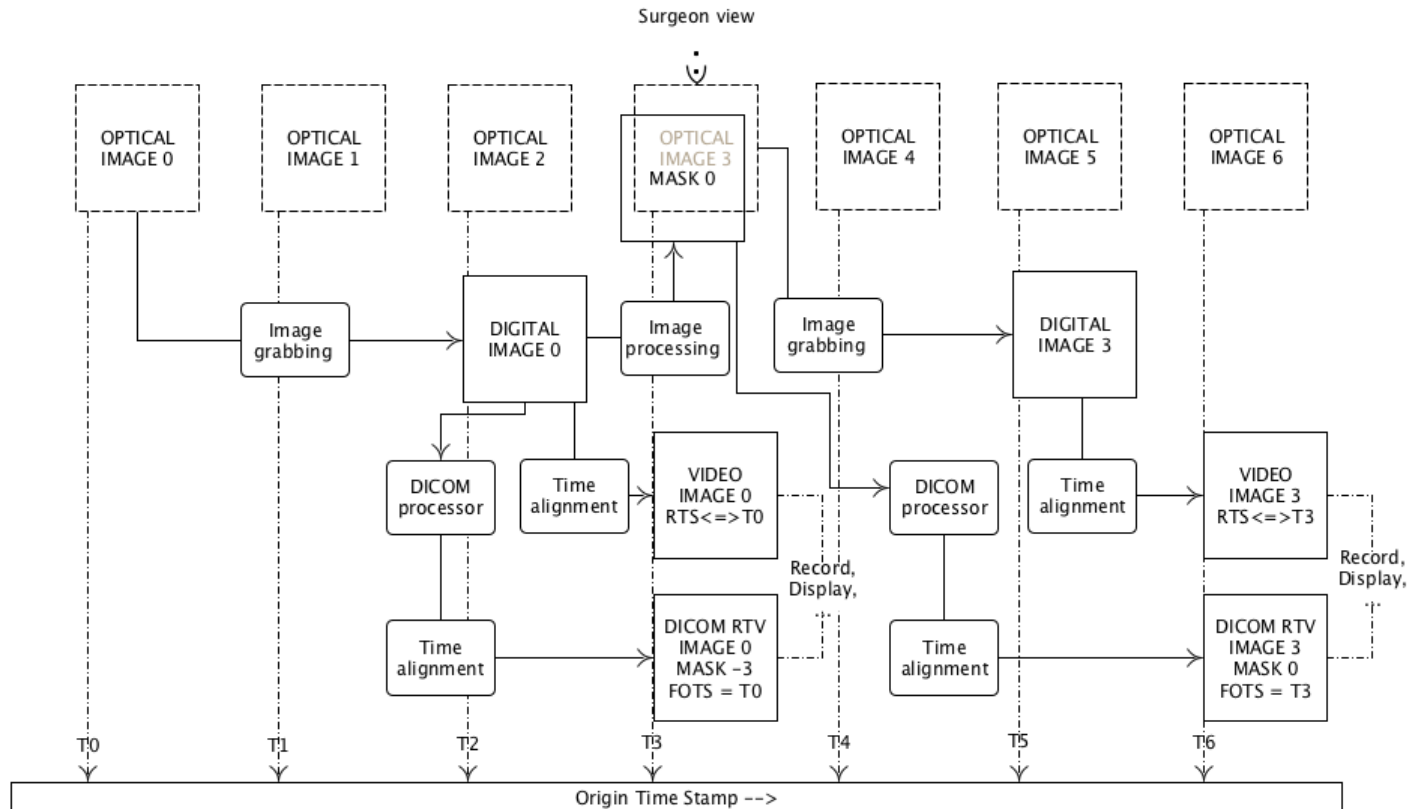 Surgeon view
OPTICAL
IMAGE 0
OPTICAL
IMAGE 1
OPTICAL
IMAGE 2
OPTICAL
IMAGE 3
MASK 0
OPTICAL
IMAGE 4
OPTICAL
IMAGE 5
OPTICAL
IMAGE 6
Image
grabbing
DIGITAL
IMAGE 0
Image
processing
Image
grabbing
DIGITAL
IMAGE 3
DICOM
processor
Time
alignment
VIDEO
IMAGE 0
RTS<=>T0
DICOM
processor
Time
alignment
VIDEO
IMAGE 3
RTS<=>T3
Record,
Display,
...
Record,
Display,
...
Time
alignment
DICOM RTV
IMAGE 0
MASK -3
FOTS = T0
Time
alignment
DICOM RTV
IMAGE 3
MASK 0
FOTS = T3
T0
T1
T2
T3
T4
T5
T6
Origin Time Stamp -->